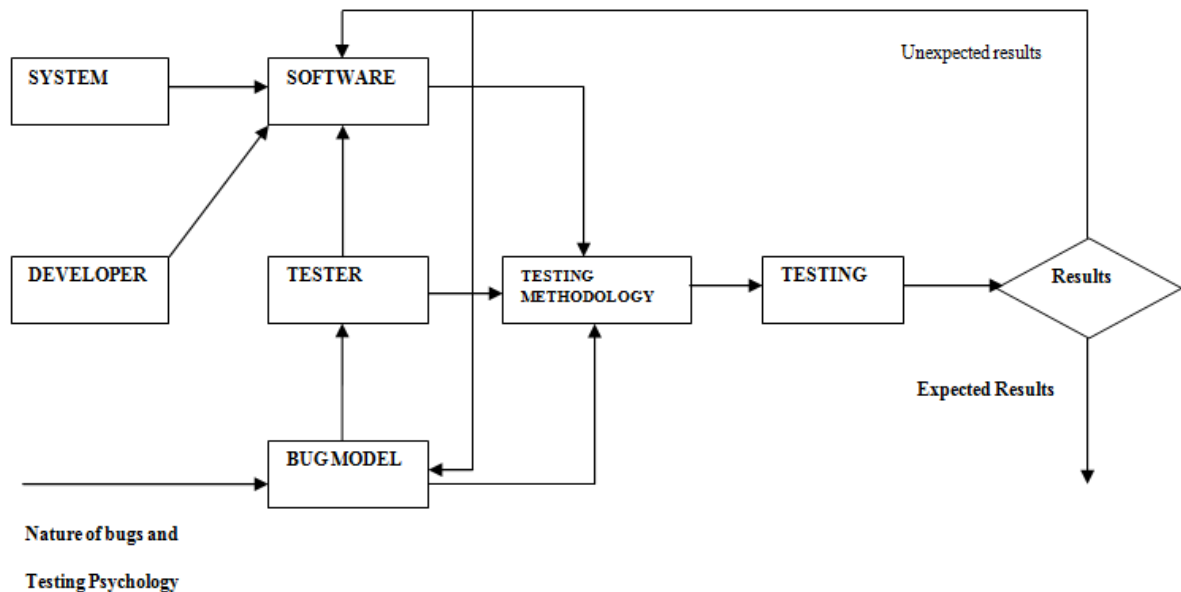 Unexpected results
SYSTEM
SOFTWARE
DEVELOPER
TESTER
TESTING
METHODOLOGY
TESTING
Results
Expected Results
BUG MODEL
Nature of bugs and
Testing Psychology